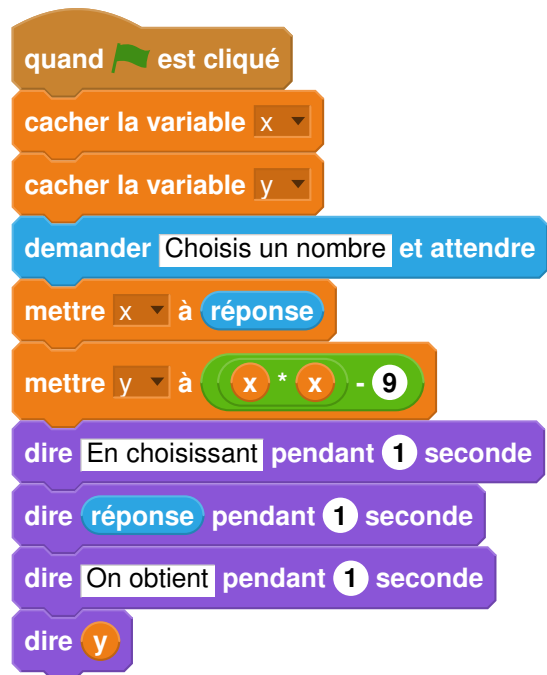 quand est cliqué
cacher la variable x
cacher la variable y
demander Choisis un nombre et attendre
mettre x à réponse
mettre y à x * x - 9
dire En choisissant pendant 1 seconde
dire réponse pendant 1 seconde
dire On obtient pendant 1 seconde
dire y